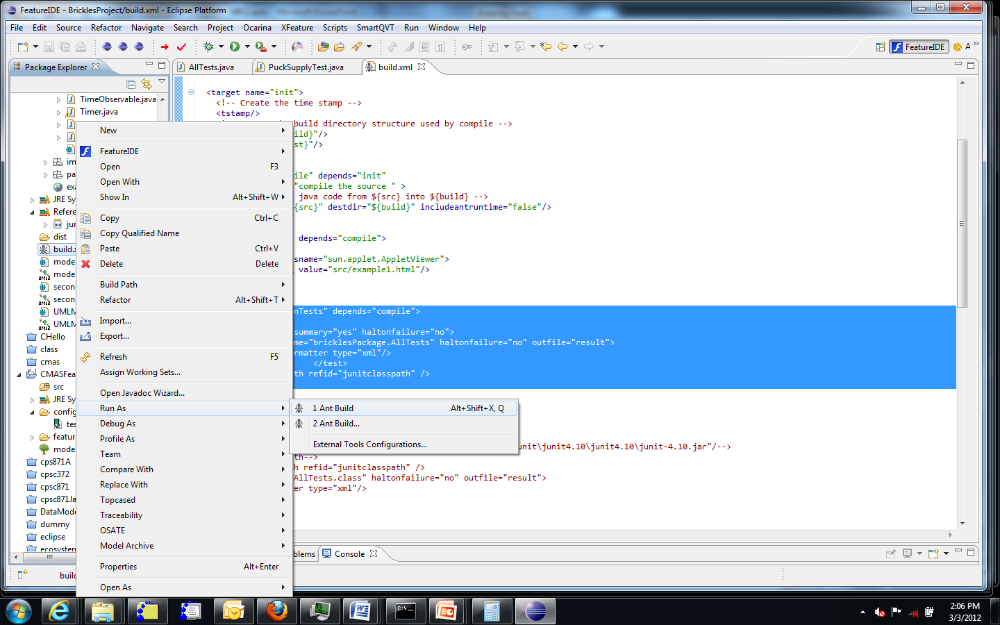 FeatureIDE - BricklesProject/build.xml - Eclipse Platform
File Edit Source Refactor Navigate Search Project Ocarina XFeature Scripts SmartQVT Run Window Help
FeatureIDE A »
Package Explorer
AllTests.java PuckSupplyTest.java build.xml
TimeObservable.java
Timer.java
im
pa
exa
JRE Sy
Refere
jun
dist
build.x
mode
mode
secon
secon
UMLM
UMLM
CHello
class
cmas
CMASFea
src
JRE Sy
config
tes
feature
mode
cps871A
cpsc372
cpsc871
cpsc871Ja
DataMode
dummy
eclipse
ecosystem
build
New
FeatureIDE
Open F3
Open With
Show In Alt+Shift+W
Copy Ctrl+C
Copy Qualified Name
Paste Ctrl+V
Delete Delete
Build Path
Refactor Alt+Shift+T
Import...
Export...
Refresh F5
Assign Working Sets...
Open Javadoc Wizard...
Run As
Debug As
Profile As
Team
Compare With
Replace With
Topcased
Traceability
OSATE
Model Archive
Properties Alt+Enter
Open As
1 Ant Build Alt+Shift+X, Q
2 Ant Build...
External Tools Configurations...
<target name="init">
<!-- Create the time stamp -->
<tstamp/>
build directory structure used by compile -->
ild}"/>
st}"/>
ile" depends="init"
"compile the source " >
java code from ${src} into ${build} -->
{src}" destdir="${build}" includeantruntime="false"/>
depends="compile">
sname="sun.applet.AppletViewer">
value="src/example1.html"/>
nTests" depends="compile">
summary="yes" haltonfailure="no">
me="bricklesPackage.AllTests" haltonfailure="no" outfile="result">
rmatter type="xml"/>
</test>
th refid="junitclasspath" />
unit\junit4.10\junit4.10\junit-4.10.jar"/-->
th-->
h refid="junitclasspath" />
AllTests.class" haltonfailure="no" outfile="result">
er type="xml"/>
blems Console
2:06 PM
3/3/2012